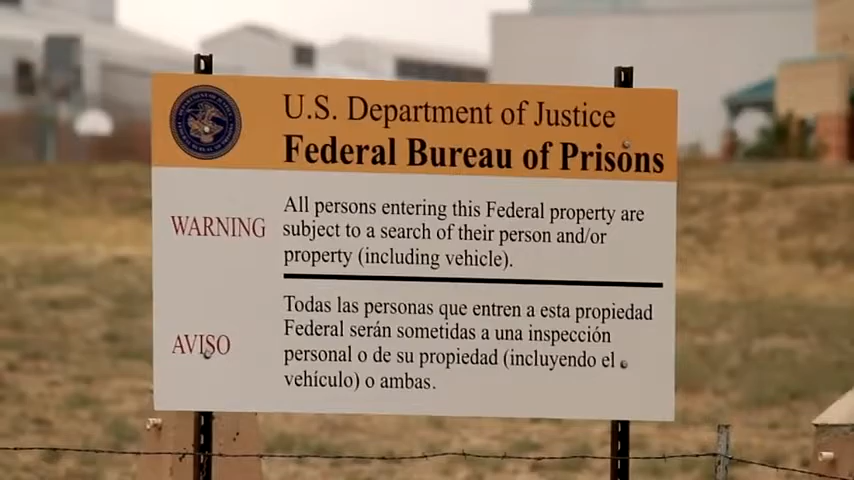 U.S. Department of Justice
Federal Bureau of Prisons
WARNING
All persons entering this Federal property are
subject to a search of their person and/or
property (including vehicle).
AVISO
Todas las personas que entren a esta propiedad
Federal serán sometidas a una inspección
personal o de su propiedad (incluyendo el
vehículo) o ambas.